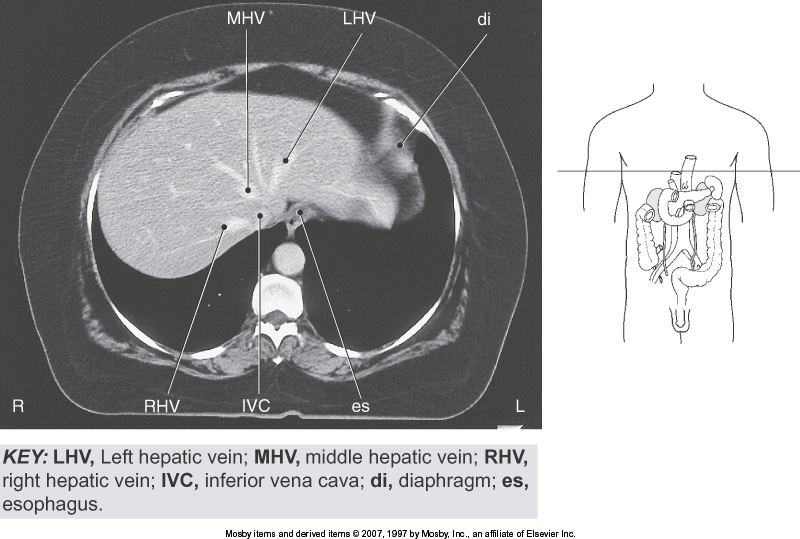 MHV LHV di
R RHV IVC es L
KEY: LHV, Left hepatic vein; MHV, middle hepatic vein; RHV,
right hepatic vein; IVC, inferior vena cava; di, diaphragm; es,
esophagus.
Mosby items and derived items © 2007, 1997 by Mosby, Inc., an affiliate of Elsevier Inc.